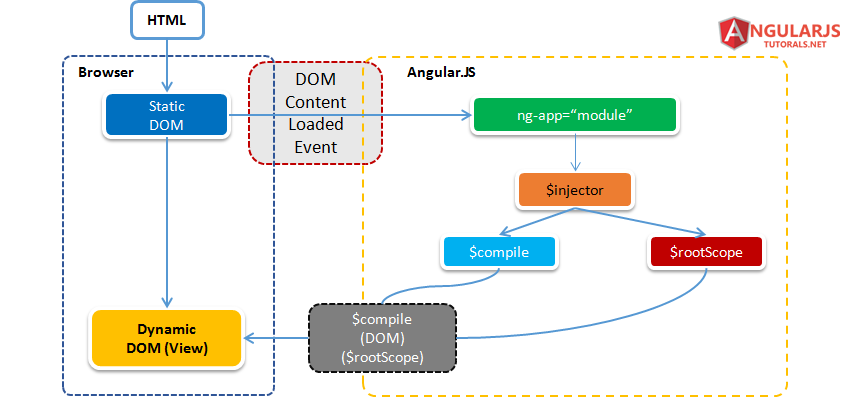 HTML
ANGULARJS
TUTORALS.NET
Browser
DOM
Content
Loaded
Event
Angular.JS
Static
DOM
ng-app=“module”
$injector
$compile
$rootScope
$compile
(DOM)
($rootScope)
Dynamic
DOM (View)